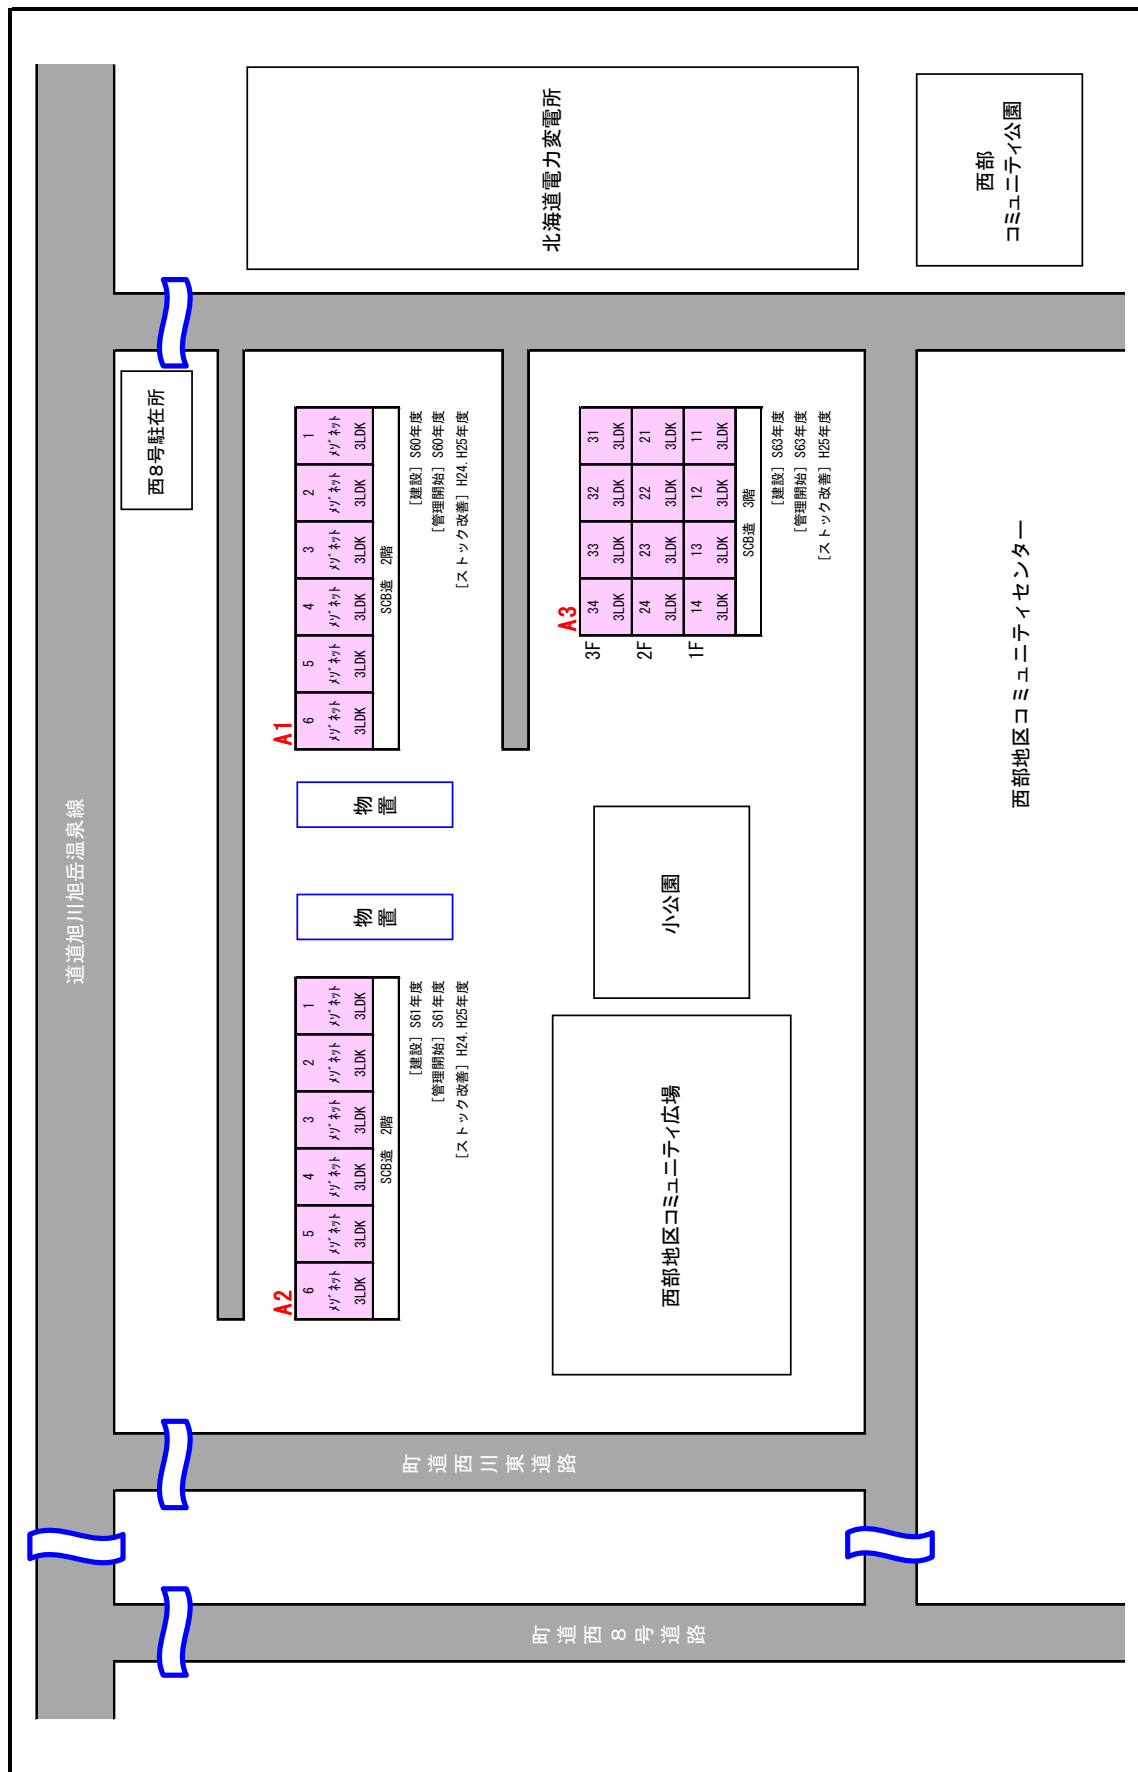 道道旭川旭岳温泉線
西8号駐在所
北海道電力変電所
西部
コミュニティ公園
A1
6 5 4 3 2 1
メゾネット メゾネット メゾネット メゾネット メゾネット メゾネット
3LDK 3LDK 3LDK 3LDK 3LDK 3LDK
SCB造 2階
[建設] S60年度
[管理開始] S60年度
[ストック改善] H24.H25年度
物置
物置
A2
6 5 4 3 2 1
メゾネット メゾネット メゾネット メゾネット メゾネット メゾネット
3LDK 3LDK 3LDK 3LDK 3LDK 3LDK
SCB造 2階
[建設] S61年度
[管理開始] S61年度
[ストック改善] H24.H25年度
A3
3F 34 33 32 31
3LDK 3LDK 3LDK 3LDK
2F 24 23 22 21
3LDK 3LDK 3LDK 3LDK
1F 14 13 12 11
3LDK 3LDK 3LDK 3LDK
SCB造 3階
[建設] S63年度
[管理開始] S63年度
[ストック改善] H25年度
小公園
西部地区コミュニティ広場
西部地区コミュニティセンター
町道西川東道路
町道西8号道路